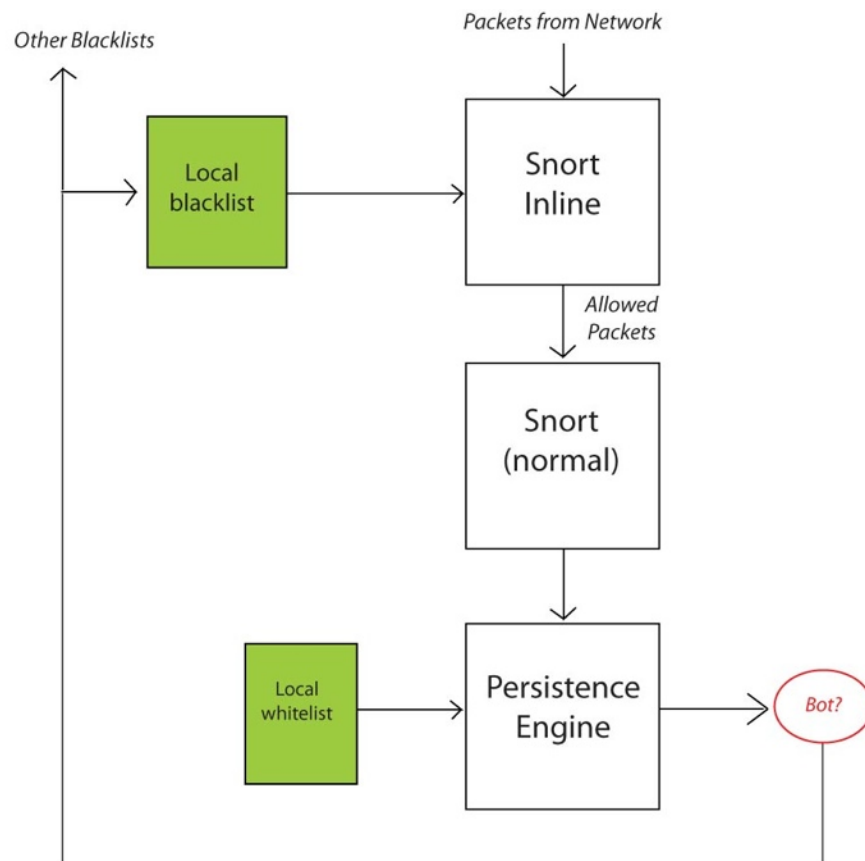 Packets from Network
Other Blacklists
Local
blacklist
Snort
Inline
Allowed
Packets
Snort
(normal)
Local
whitelist
Persistence
Engine
Bot?